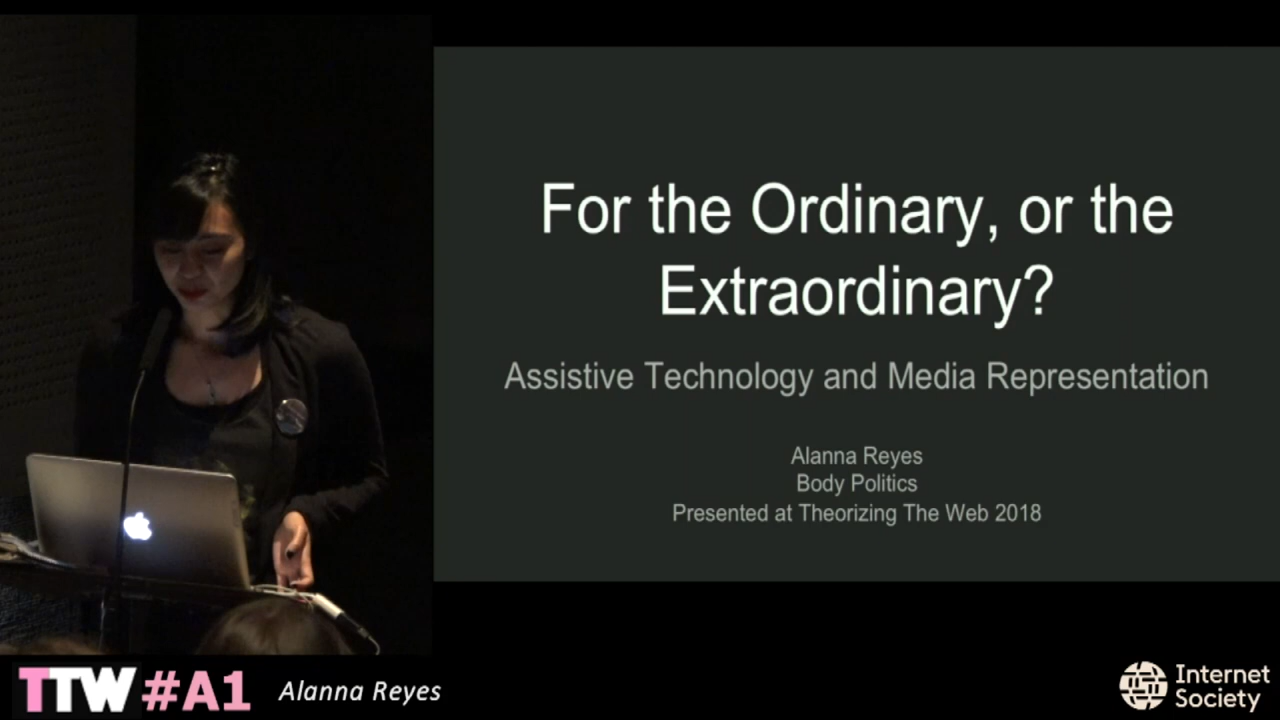 For the Ordinary, or the
Extraordinary?
Assistive Technology and Media Representation
Alanna Reyes
Body Politics
Presented at Theorizing The Web 2018
TTW #A1
Alanna Reyes
Internet
Society